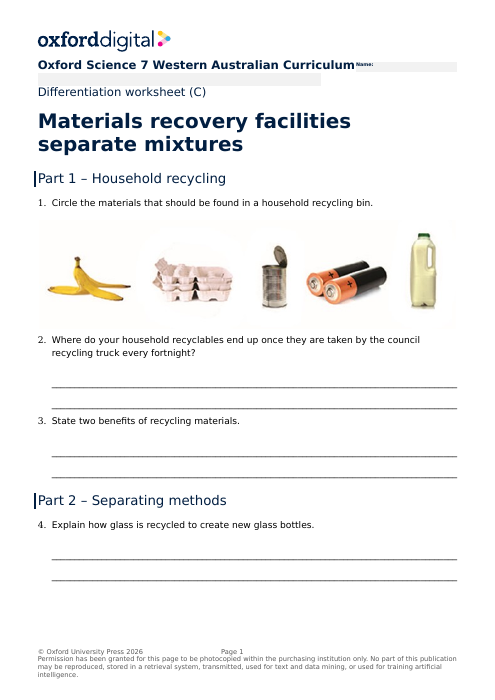 oxforddigital
Oxford Science 7 Western Australian Curriculum Name:
Differentiation worksheet (C)
Materials recovery facilities
separate mixtures
Part 1 – Household recycling
1. Circle the materials that should be found in a household recycling bin.
2. Where do your household recyclables end up once they are taken by the council
recycling truck every fortnight?
3. State two benefits of recycling materials.
Part 2 – Separating methods
4. Explain how glass is recycled to create new glass bottles.
© Oxford University Press 2026 Page 1
Permission has been granted for this page to be photocopied within the purchasing institution only. No part of this publication
may be reproduced, stored in a retrieval system, transmitted, used for text and data mining, or used for training artificial
intelligence.